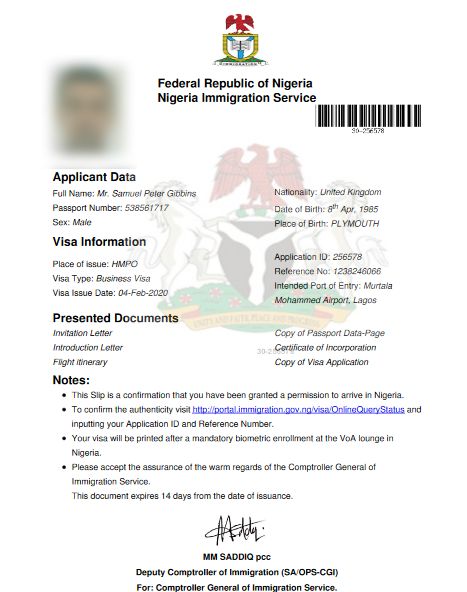 IMMIGRATION
Federal Republic of Nigeria
Nigeria Immigration Service
30-256578
Applicant Data
Full Name: Mr. Samuel Peter Gibbins
Nationality: United Kingdom
Passport Number: 538561717
Date of Birth: 8th Apr, 1985
Sex: Male
Place of Birth: PLYMOUTH
Visa Information
Application ID: 256578
Place of issue: HMPO
Reference No: 1238246066
Visa Type: Business Visa
Intended Port of Entry: Murtala
Visa Issue Date: 04-Feb-2020
Mohammed Airport, Lagos
Presented Documents
UNITY AND FAITH, PEACE AND PROGRESS
Invitation Letter
Copy of Passport Data-Page
Introduction Letter
Certificate of Incorporation
30-256578
Flight itinerary
Copy of Visa Application
Notes:
• This Slip is a confirmation that you have been granted a permission to arrive in Nigeria.
• To confirm the authenticity visit http://portal.immigration.gov.ng/visa/OnlineQueryStatus and
inputting your Application ID and Reference Number.
• Your visa will be printed after a mandatory biometric enrollment at the VoA lounge in
Nigeria.
• Please accept the assurance of the warm regards of the Comptroller General of
Immigration Service.
This document expires 14 days from the date of issuance.
MM SADDIQ pcc
Deputy Comptroller of Immigration (SA/OPS-CGI)
For: Comptroller General of Immigration Service.